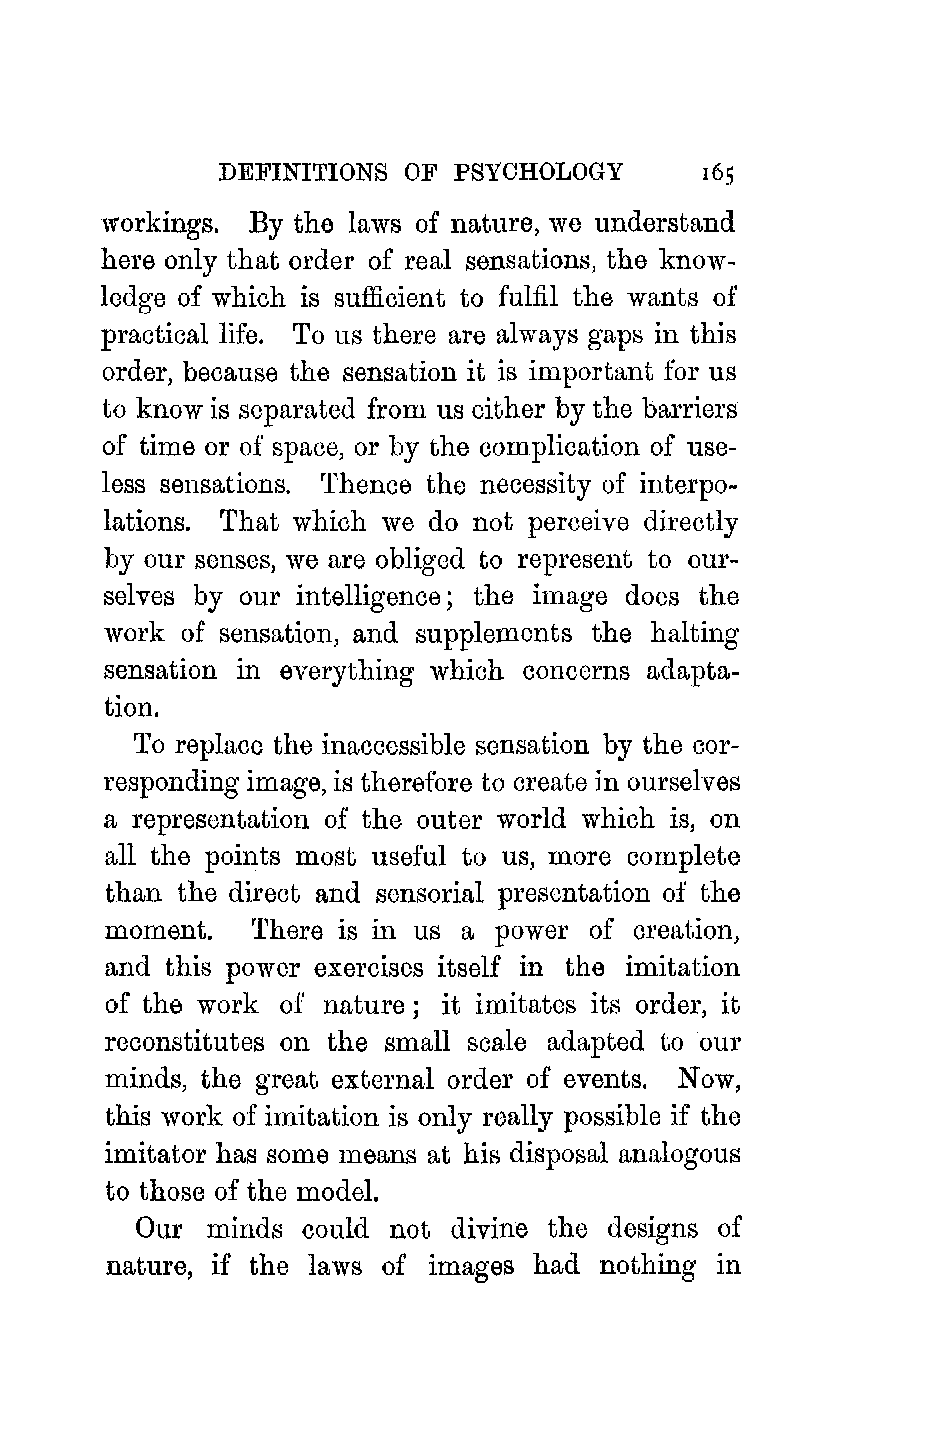 DEFINITIONS OF PSYCHOLOGY 165
workings. By the laws of nature, we understand
here only that order of real sensations, the know-
ledge of which is sufficient to fulfil the wants of
practical life. To us there are always gaps in this
order, because the sensation it is important for us
to know is separated from us either by the barriers
of time or of space, or by the complication of use-
less sensations. Thence the necessity of interpo-
lations. That which we do not perceive directly
by our senses, we are obliged to represent to our-
selves by our intelligence; the image does the
work of sensation, and supplements the halting
sensation in everything which concerns adapta-
tion.
To replace the inaccessible sensation by the cor-
responding image, is therefore to create in ourselves
a representation of the outer world which is, on
all the points most useful to us, more complete
than the direct and sensorial presentation of the
moment. There is in us a power of creation,
and this power exercises itself in the imitation
of the work of nature; it imitates its order, it
reconstitutes on the small scale adapted to our
minds, the great external order of events. Now,
this work of imitation is only really possible if the
imitator has some means at his disposal analogous
to those of the model.
Our minds could not divine the designs of
nature, if the laws of images had nothing in